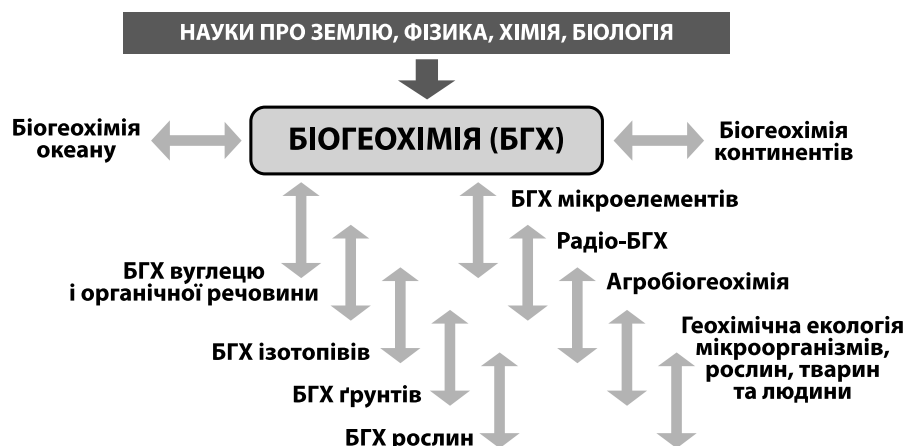 НАУКИ ПРО ЗЕМЛЮ, ФІЗИКА, ХІМІЯ, БІОЛОГІЯ
Біогеохімія
океану
БІОГЕОХІМІЯ (БГХ)
Біогеохімія
континентів
БГХ мікроелементів
Радіо-БГХ
БГХ вуглецю
і органічної речовини
Агробіогеохімія
Геохімічна екологія
мікроорганізмів,
рослин, тварин
та людини
БГХ ізотопівів
БГХ ґрунтів
БГХ рослин